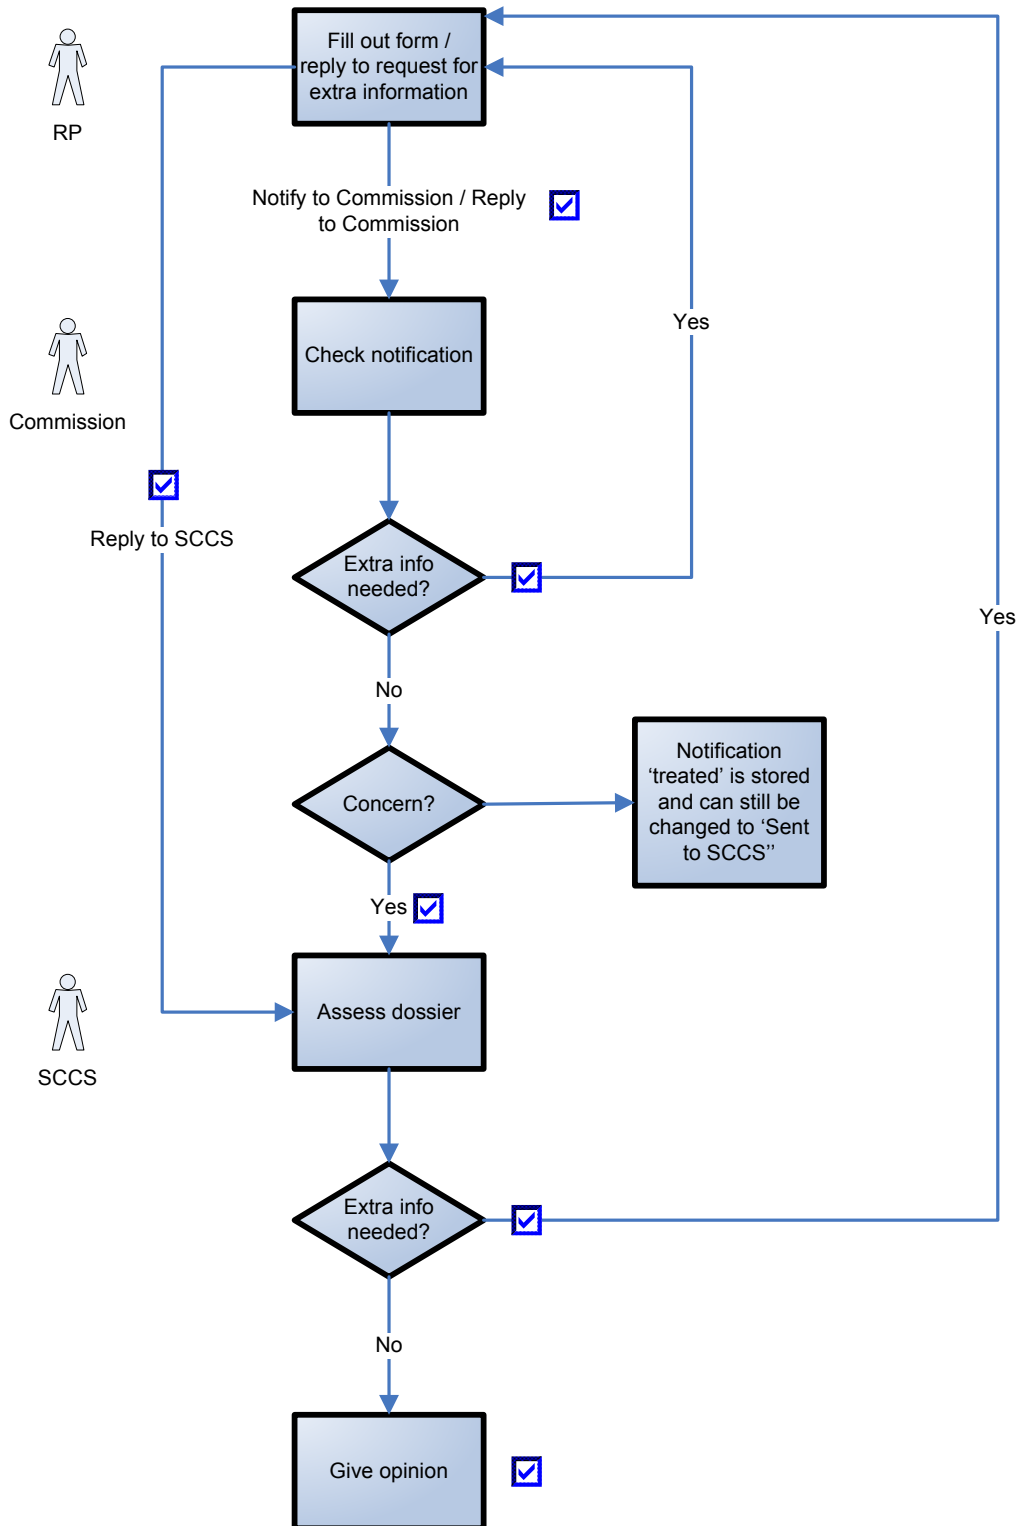 Fill out form /
reply to request for
extra information
RP
Notify to Commission / Reply
to Commission
Yes
Check notification
Commission
Reply to SCCS
Extra info
needed?
Yes
No
Notification
‘treated’ is stored
and can still be
changed to ‘Sent
to SCCS’’
Concern?
Yes
Assess dossier
SCCS
Extra info
needed?
No
Give opinion